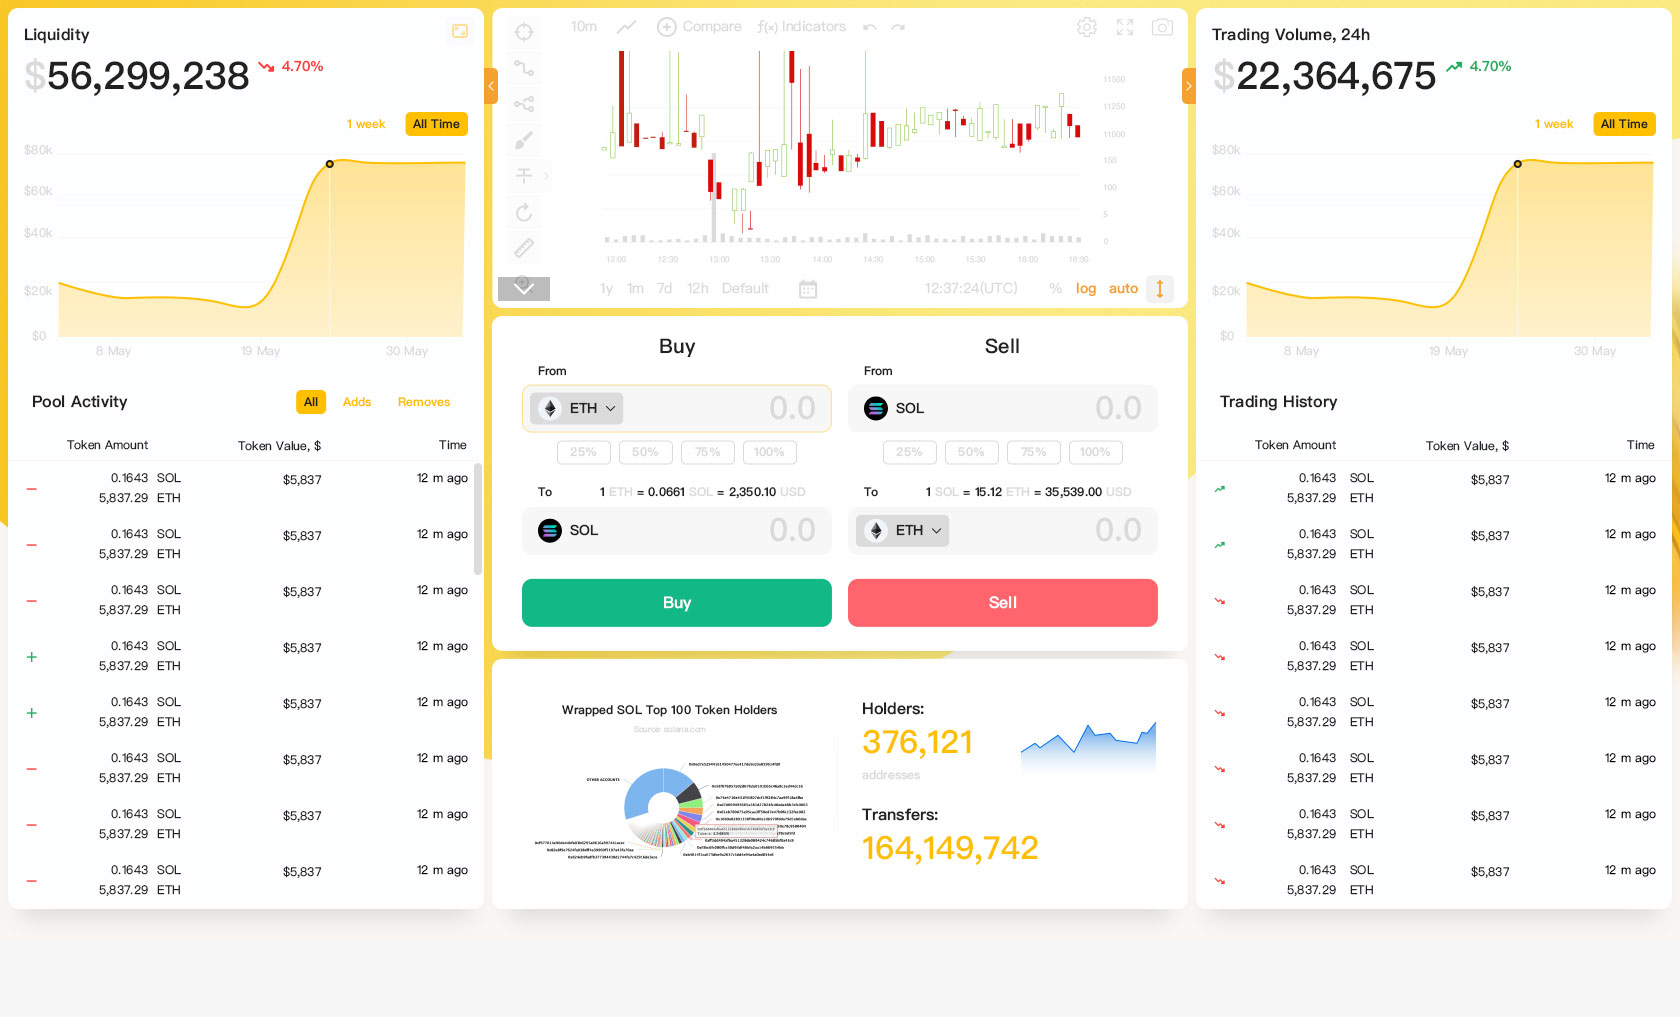 Liquidity
$56,299,238 4.70%
1 week All Time
$80k
$60k
$40k
$20k
$0
8 May 19 May 30 May
Pool Activity All Adds Removes
Token Amount Token Value, $ Time
0.1643 SOL $5,837 12 m ago
5,837.29 ETH
0.1643 SOL $5,837 12 m ago
5,837.29 ETH
0.1643 SOL $5,837 12 m ago
5,837.29 ETH
0.1643 SOL $5,837 12 m ago
5,837.29 ETH
0.1643 SOL $5,837 12 m ago
5,837.29 ETH
0.1643 SOL $5,837 12 m ago
5,837.29 ETH
0.1643 SOL $5,837 12 m ago
5,837.29 ETH
0.1643 SOL $5,837 12 m ago
5,837.29 ETH
10m Compare f(x) Indicators
11500
11250
11000
150
100
5
0
12:00 12:30 13:00 13:30 14:00 14:30 15:00 15:30 16:00 16:30
1y 1m 7d 12h Default 12:37:24(UTC) % log auto
Buy
From
ETH 0.0
25% 50% 75% 100%
To 1 ETH = 0.0661 SOL = 2,350.10 USD
SOL 0.0
Buy
Sell
From
SOL 0.0
25% 50% 75% 100%
To 1 SOL = 15.12 ETH = 35,539.00 USD
ETH 0.0
Sell
Wrapped SOL Top 100 Token Holders
Source: solana.com
OTHER ACCOUNTS
Holders:
376,121
addresses
Transfers:
164,149,742
Trading Volume, 24h
$22,364,675 4.70%
1 week All Time
$80k
$60k
$40k
$20k
$0
8 May 19 May 30 May
Trading History
Token Amount Token Value, $ Time
0.1643 SOL $5,837 12 m ago
5,837.29 ETH
0.1643 SOL $5,837 12 m ago
5,837.29 ETH
0.1643 SOL $5,837 12 m ago
5,837.29 ETH
0.1643 SOL $5,837 12 m ago
5,837.29 ETH
0.1643 SOL $5,837 12 m ago
5,837.29 ETH
0.1643 SOL $5,837 12 m ago
5,837.29 ETH
0.1643 SOL $5,837 12 m ago
5,837.29 ETH
0.1643 SOL $5,837 12 m ago
5,837.29 ETH